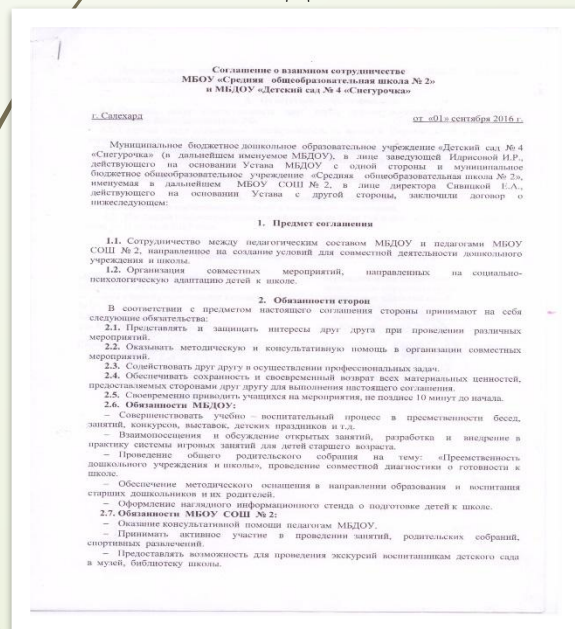 Соглашение о взаимном сотрудничестве
МБОУ «Средняя общеобразовательная школа № 2»
и МБДОУ «Детский сад № 4 «Снегурочка»
г. Салехард от «01» сентября 2016 г.
Муниципальное бюджетное дошкольное образовательное учреждение «Детский сад № 4
«Снегурочка» (в дальнейшем именуемое МБДОУ), в лице заведующей Идрисовой И.Р.,
действующего на основании Устава МБДОУ с одной стороны и муниципальное
бюджетное общеобразовательное учреждение «Средняя общеобразовательная школа № 2»,
именуемая в дальнейшем МБОУ СОШ № 2, в лице директора Сивицкой Е.А.,
действующего на основании Устава с другой стороны, заключили договор о
нижеследующем:
1. Предмет соглашения
1.1. Сотрудничество между педагогическим составом МБДОУ и педагогами МБОУ
СОШ № 2, направленное на создание условий для совместной деятельности дошкольного
учреждения и школы.
1.2. Организация совместных мероприятий, направленных на социально-
психологическую адаптацию детей к школе.
2. Обязанности сторон
В соответствии с предметом настоящего соглашения стороны принимают на себя
следующие обязательства:
2.1. Представлять и защищать интересы друг друга при проведении различных
мероприятий.
2.2. Оказывать методическую и консультативную помощь в организации совместных
мероприятий.
2.3. Содействовать друг другу в осуществлении профессиональных задач.
2.4. Обеспечивать сохранность и своевременный возврат всех материальных ценностей,
предоставляемых сторонами друг другу для выполнения настоящего соглашения.
2.5. Своевременно приводить учащихся на мероприятия, не позднее 10 минут до начала.
2.6. Обязанности МБДОУ:
– Совершенствовать учебно – воспитательный процесс в преемственности бесед,
занятий, конкурсов, выставок, детских праздников и т.д.
– Взаимопосещения и обсуждение открытых занятий, разработка и внедрение в
практику системы игровых занятий для детей старшего возраста.
– Проведение общего родительского собрания на тему: «Преемственность
дошкольного учреждения и школы», проведение совместной диагностики о готовности к
школе.
– Обеспечение методического оснащения в направлении образования и воспитания
старших дошкольников и их родителей.
– Оформление наглядного информационного стенда о подготовке детей к школе.
2.7. Обязанности МБОУ СОШ № 2:
– Оказание консультативной помощи педагогам МБДОУ.
– Принимать активное участие в проведении занятий, родительских собраний,
спортивных развлечений.
– Предоставлять возможность для проведения экскурсий воспитанникам детского сада
в музей, библиотеку школы.